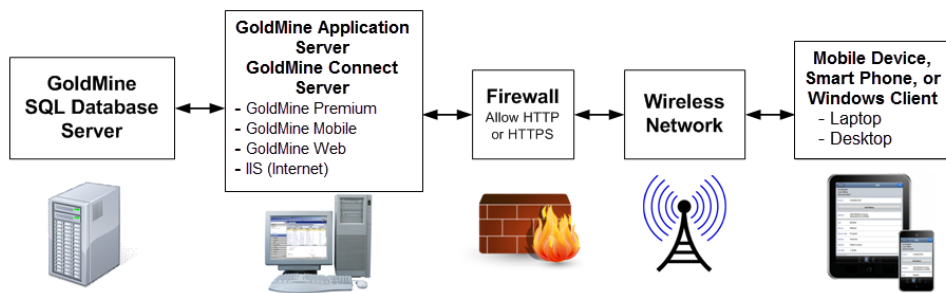 GoldMine
SQL Database
Server
GoldMine Application
Server
GoldMine Connect
Server
- GoldMine Premium
- GoldMine Mobile
- GoldMine Web
- IIS (Internet)
Firewall
Allow HTTP
or HTTPS
Wireless
Network
Mobile Device,
Smart Phone, or
Windows Client
- Laptop
- Desktop